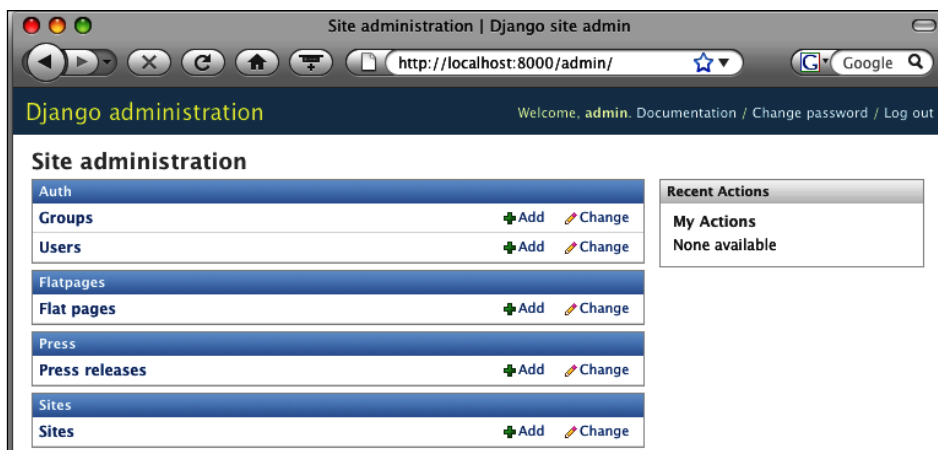 Site administration | Django site admin
http://localhost:8000/admin/
G Google
Django administration
Welcome, admin. Documentation / Change password / Log out
Site administration
Auth
Groups Add Change
Users Add Change
Flatpages
Flat pages Add Change
Press
Press releases Add Change
Sites
Sites Add Change
Recent Actions
My Actions
None available